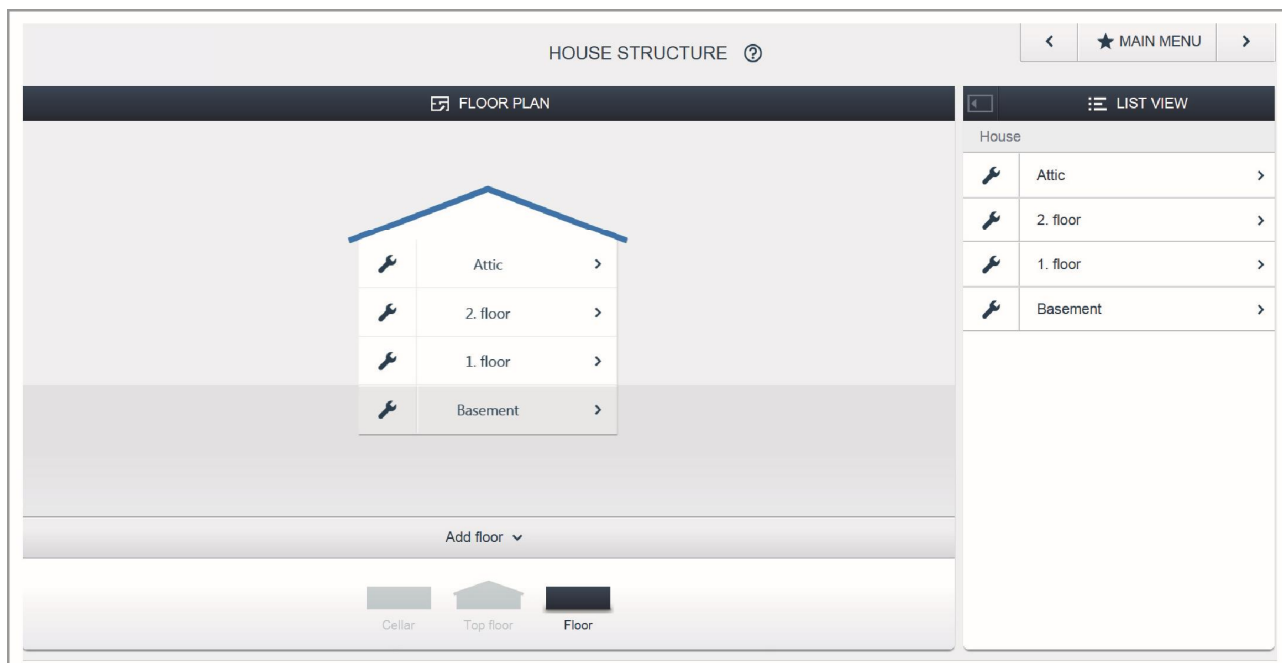 HOUSE STRUCTURE ?
MAIN MENU
FLOOR PLAN
Attic
2. floor
1. floor
Basement
Add floor
Cellar
Top floor
Floor
LIST VIEW
House
Attic
2. floor
1. floor
Basement